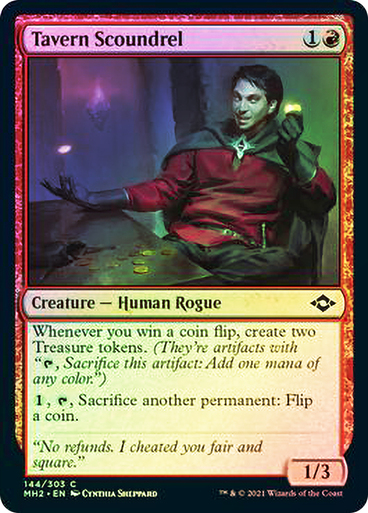 Tavern Scoundrel 1
Creature — Human Rogue
Whenever you win a coin flip, create two
Treasure tokens. (They're artifacts with
“, Sacrifice this artifact: Add one mana of
any color.”)
1, , Sacrifice another permanent: Flip
a coin.
“No refunds. I cheated you fair and
square.”
1/3
144/303 C
MH2 • EN Cynthia Sheppard
™ & © 2021 Wizards of the Coast